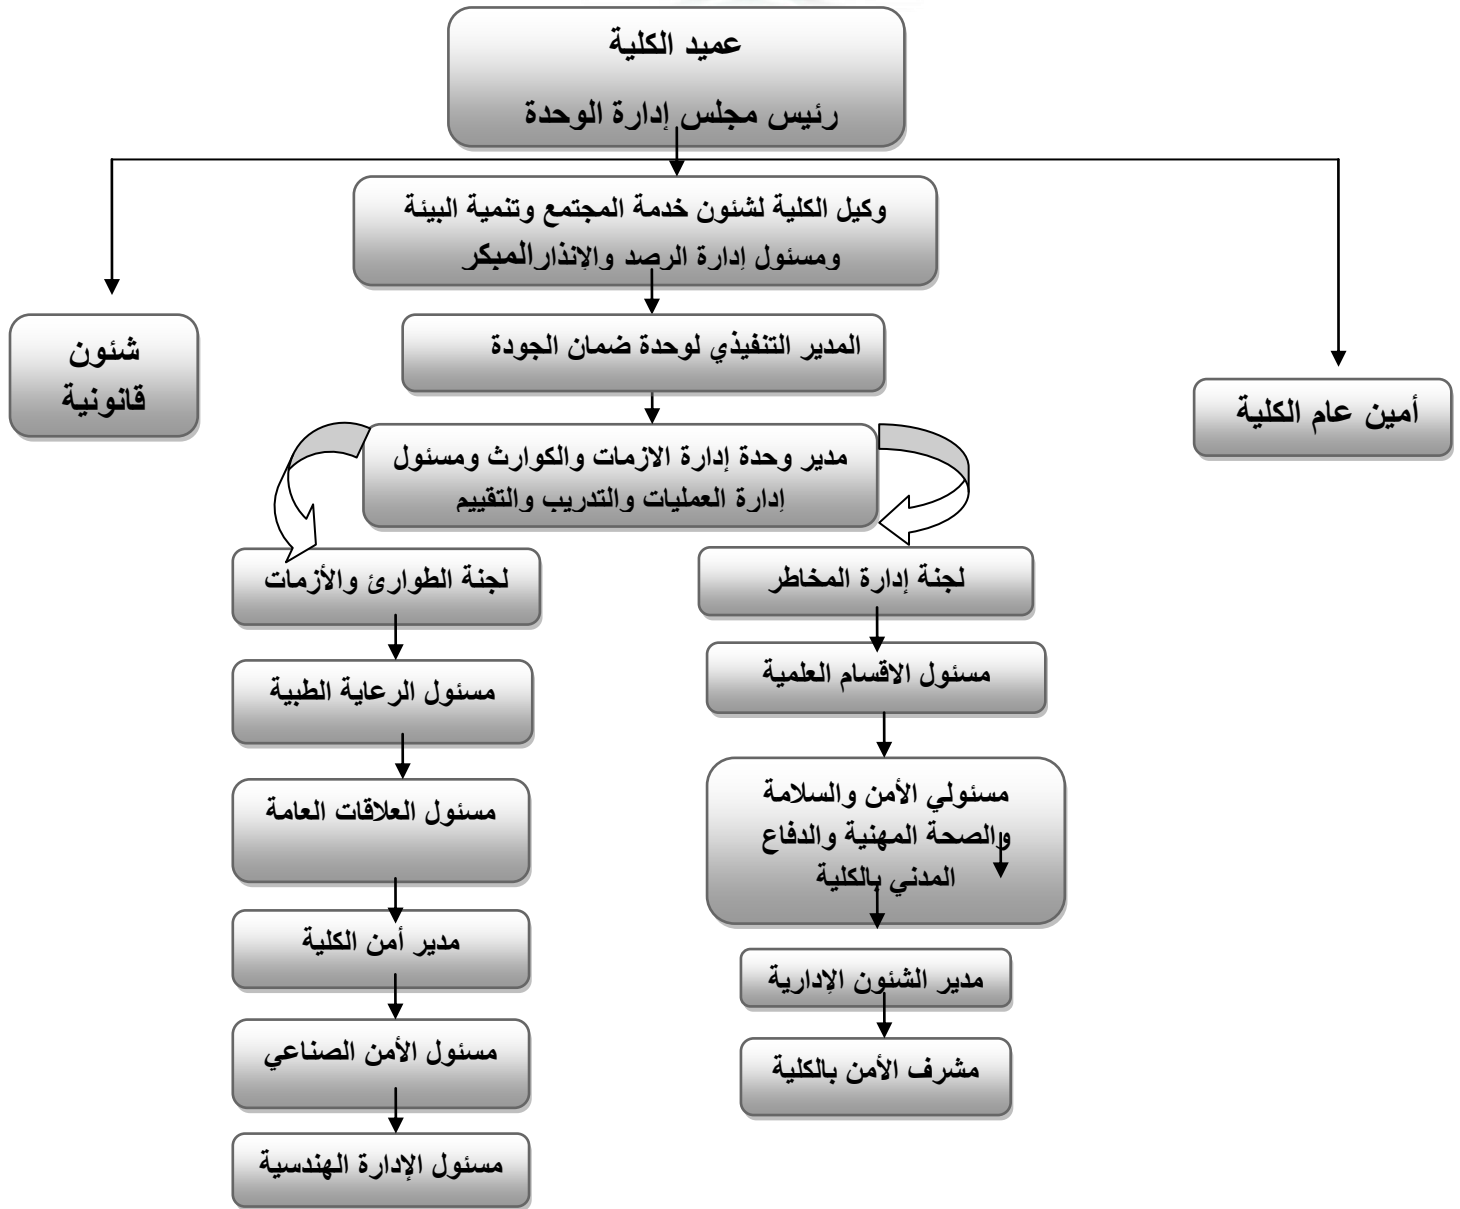 عميد الكلية
رئيس مجلس إدارة الوحدة
وكيل الكلية لشئون خدمة المجتمع وتنمية البيئة
ومسئول إدارة الرصد والإنذار المبكر
شئون
قانونية
المدير التنفيذي لوحدة ضمان الجودة
أمين عام الكلية
مدير وحدة إدارة الازمات والكوارث ومسئول
إدارة العمليات والتدريب والتقييم
لجنة إدارة المخاطر
مسئول الاقسام العلمية
مسئولي الأمن والسلامة
والصحة المهنية والدفاع
المدني بالكلية
مدير الشئون الإدارية
مشرف الأمن بالكلية
لجنة الطوارئ والأزمات
مسئول الرعاية الطبية
مسئول العلاقات العامة
مدير أمن الكلية
مسئول الأمن الصناعي
مسئول الإدارة الهندسية